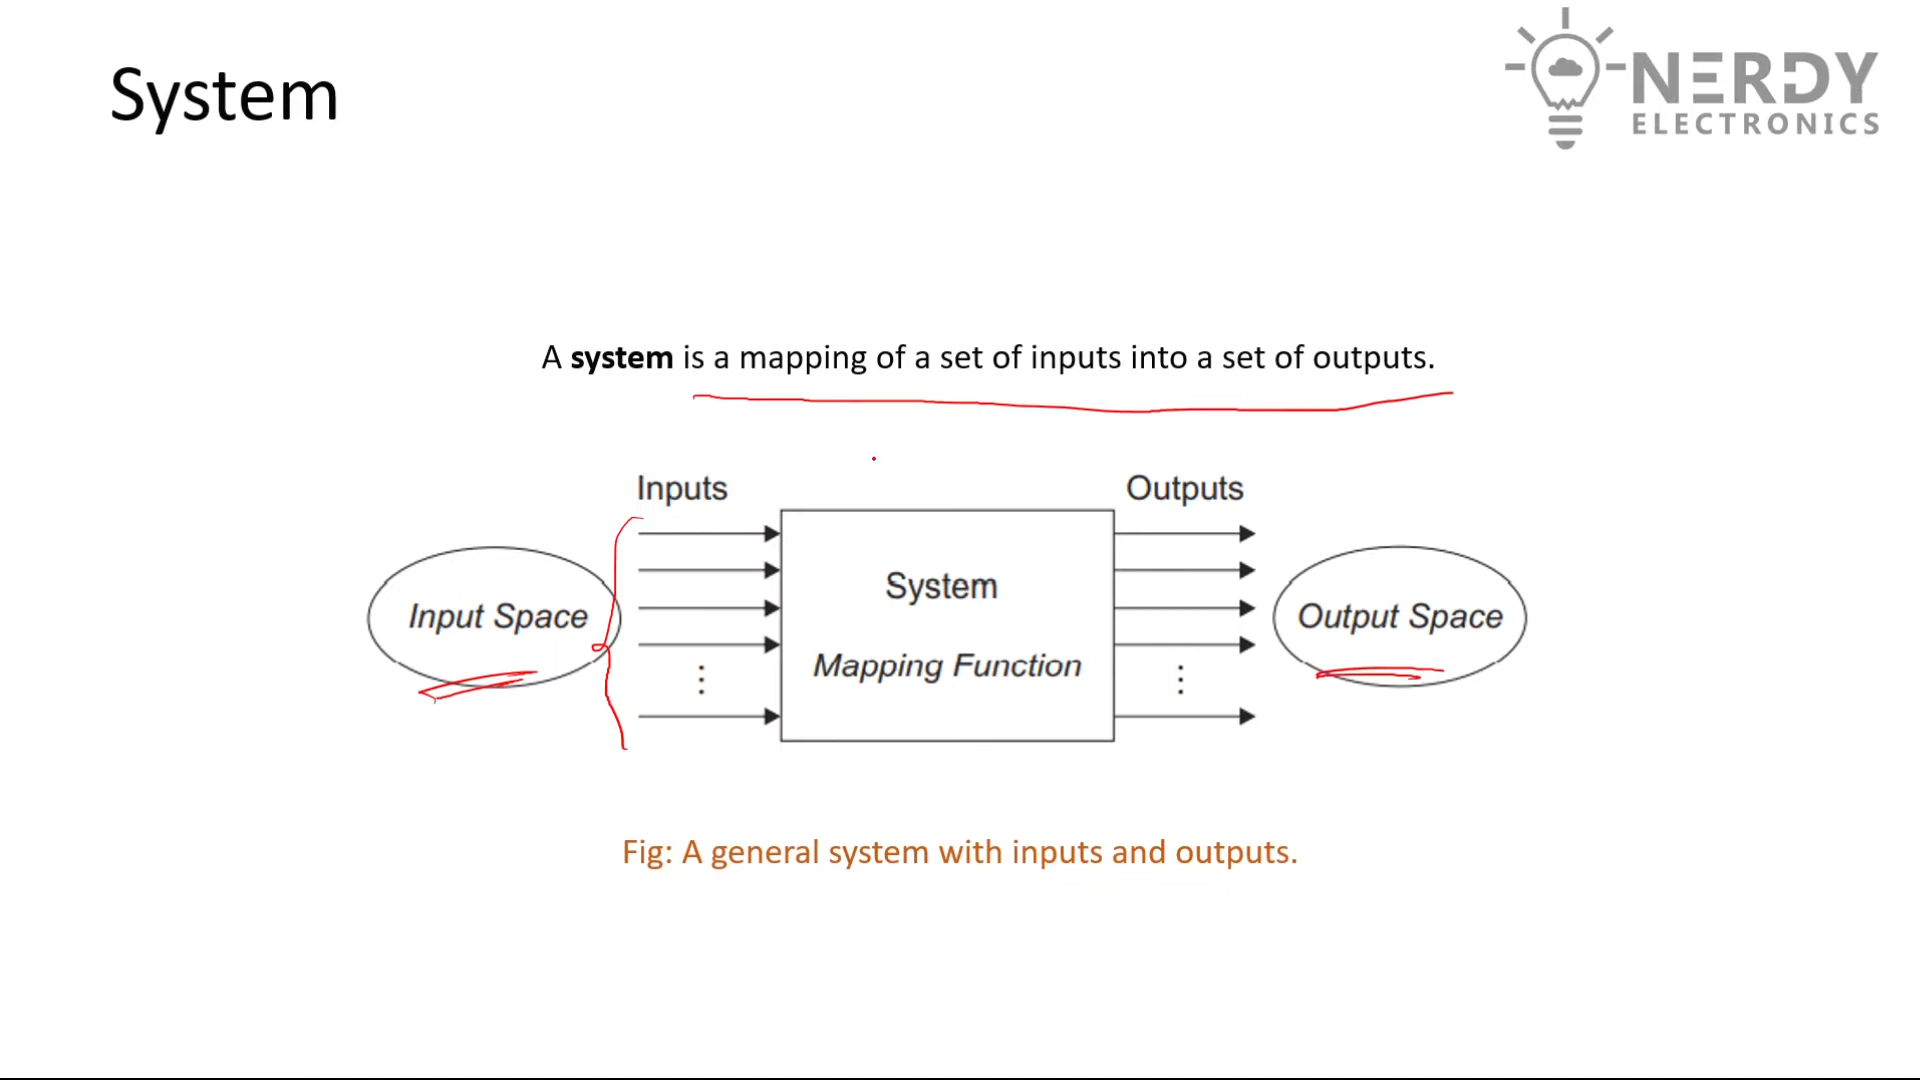 System
NERDY
ELECTRONICS
A system is a mapping of a set of inputs into a set of outputs.
Inputs
Outputs
Input Space
System
Mapping Function
Output Space
Fig: A general system with inputs and outputs.